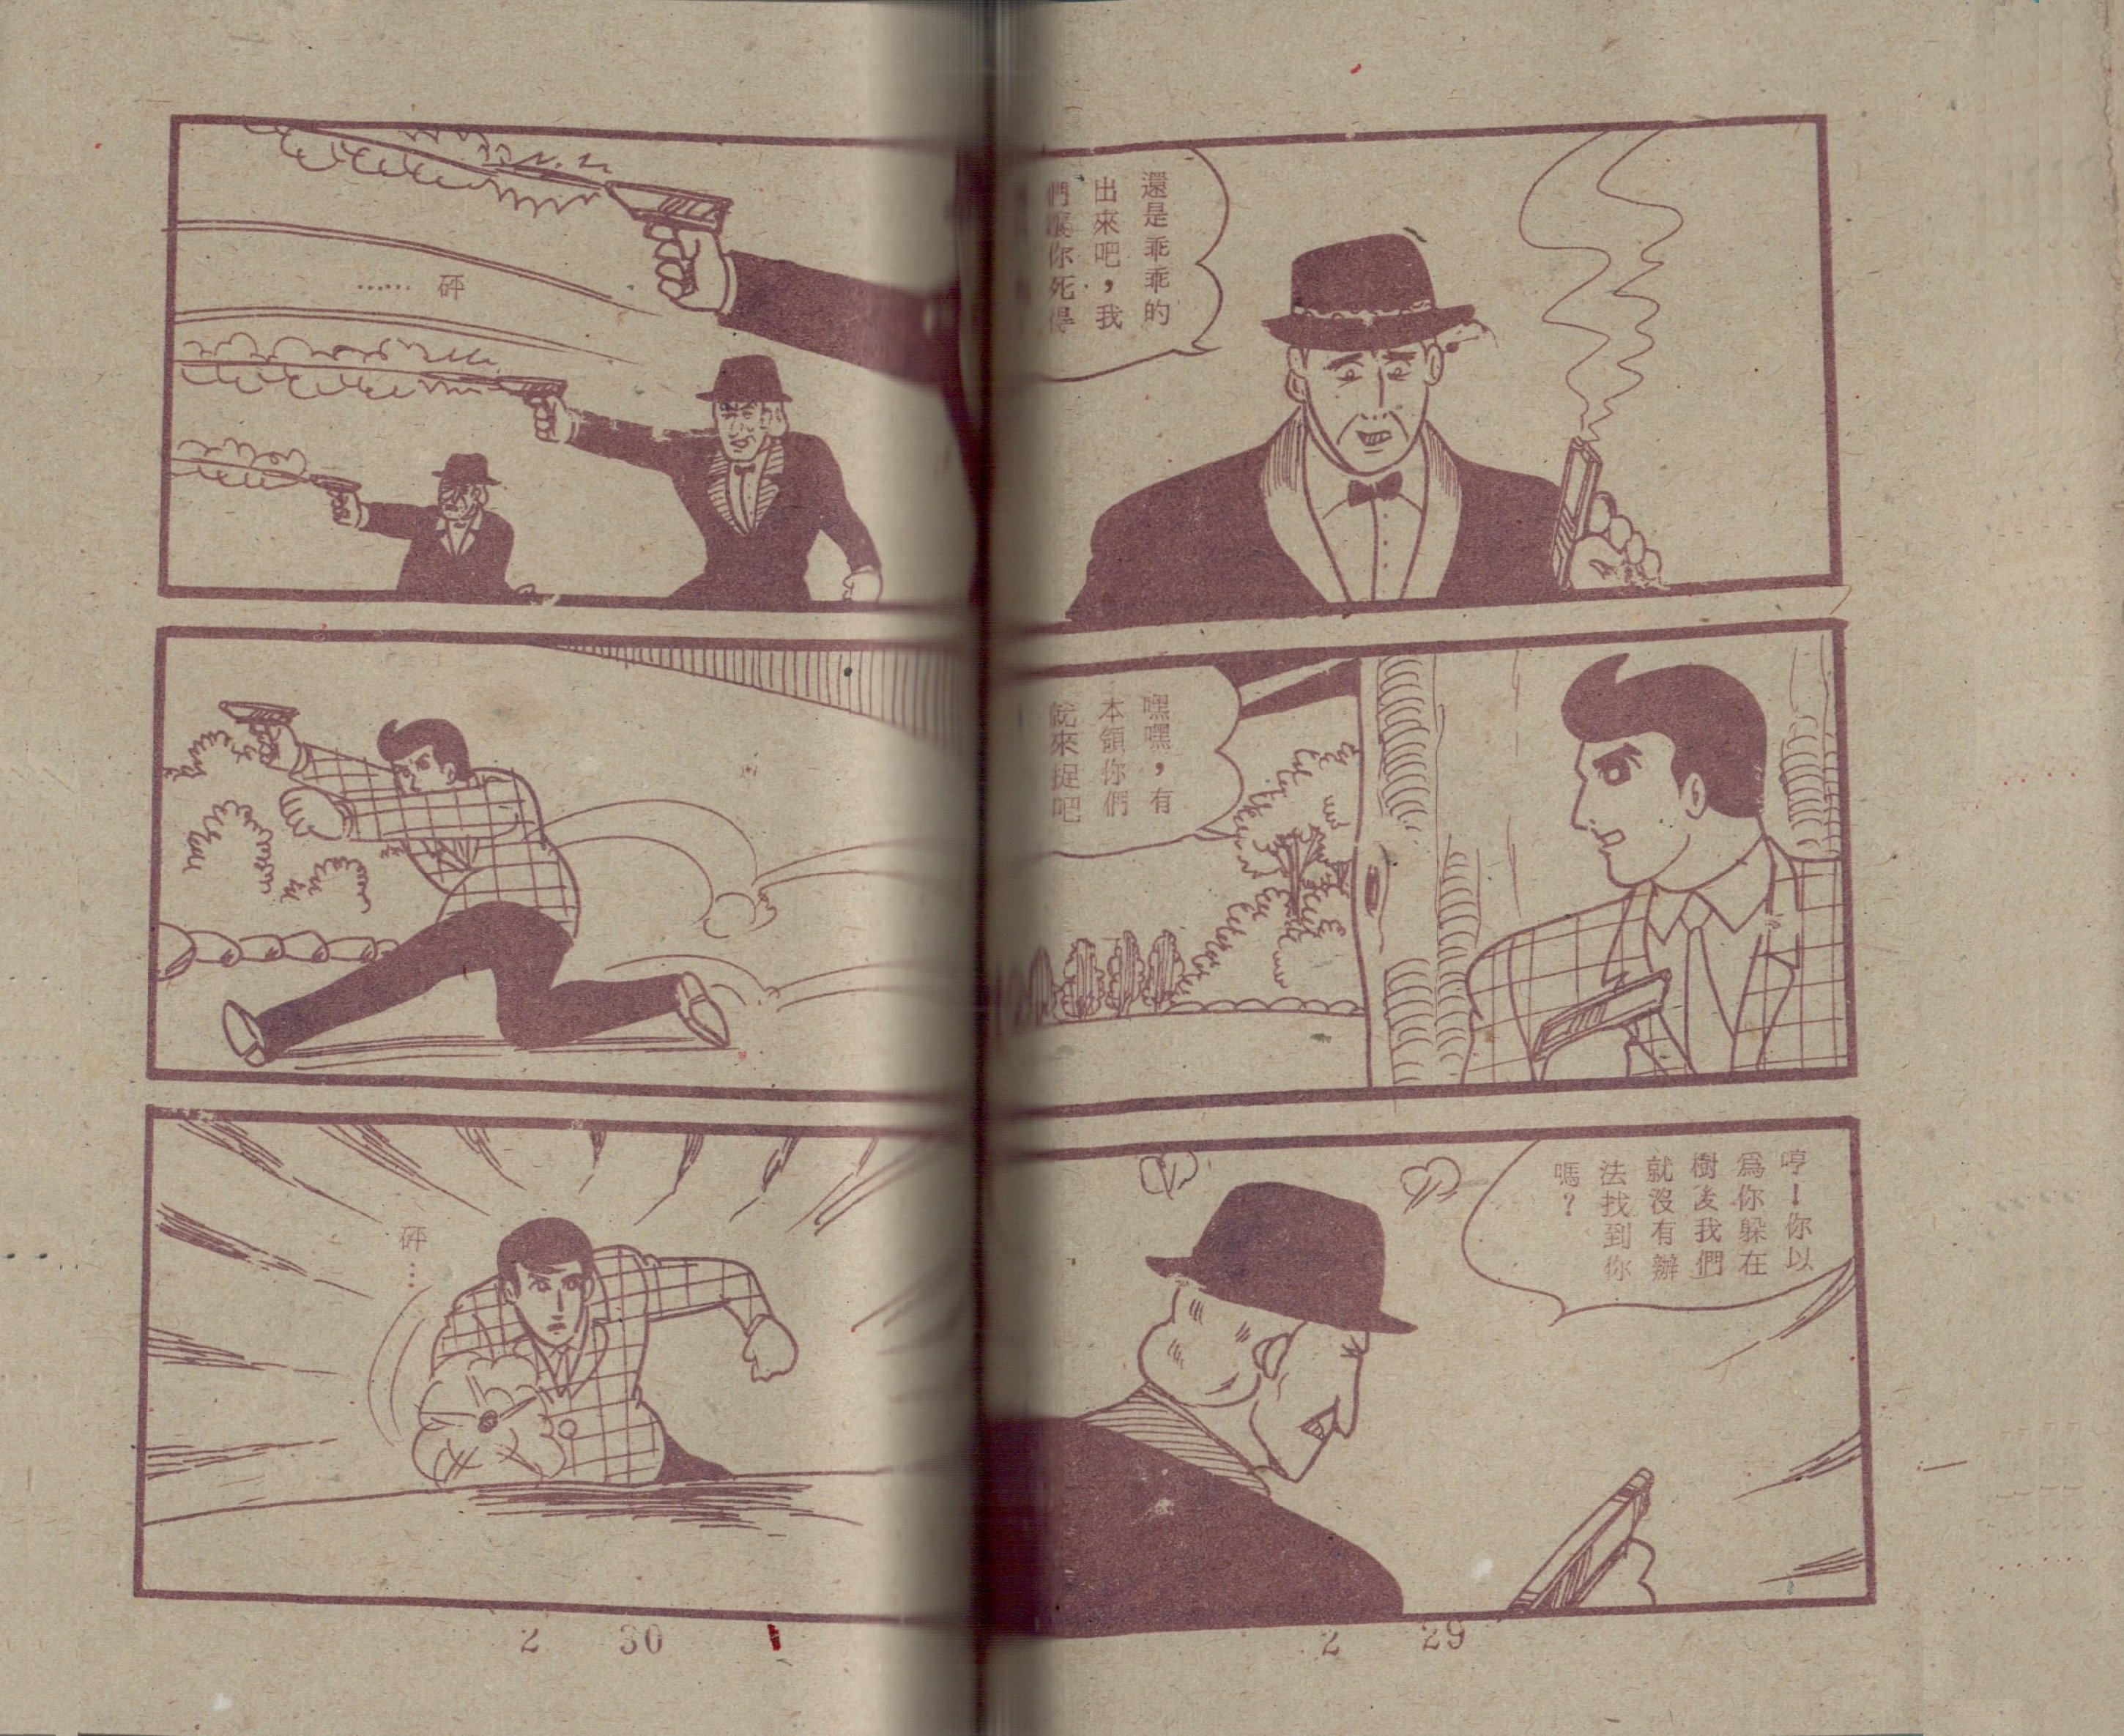 哼！你以
爲你躲在
樹後我們
就沒有辦
法找到你
嗎？
嘿嘿，有
本領你們
就來捉吧
還是乖乖的
出來吧，我
們讓你死得
砰……
砰…
2 29
2 30